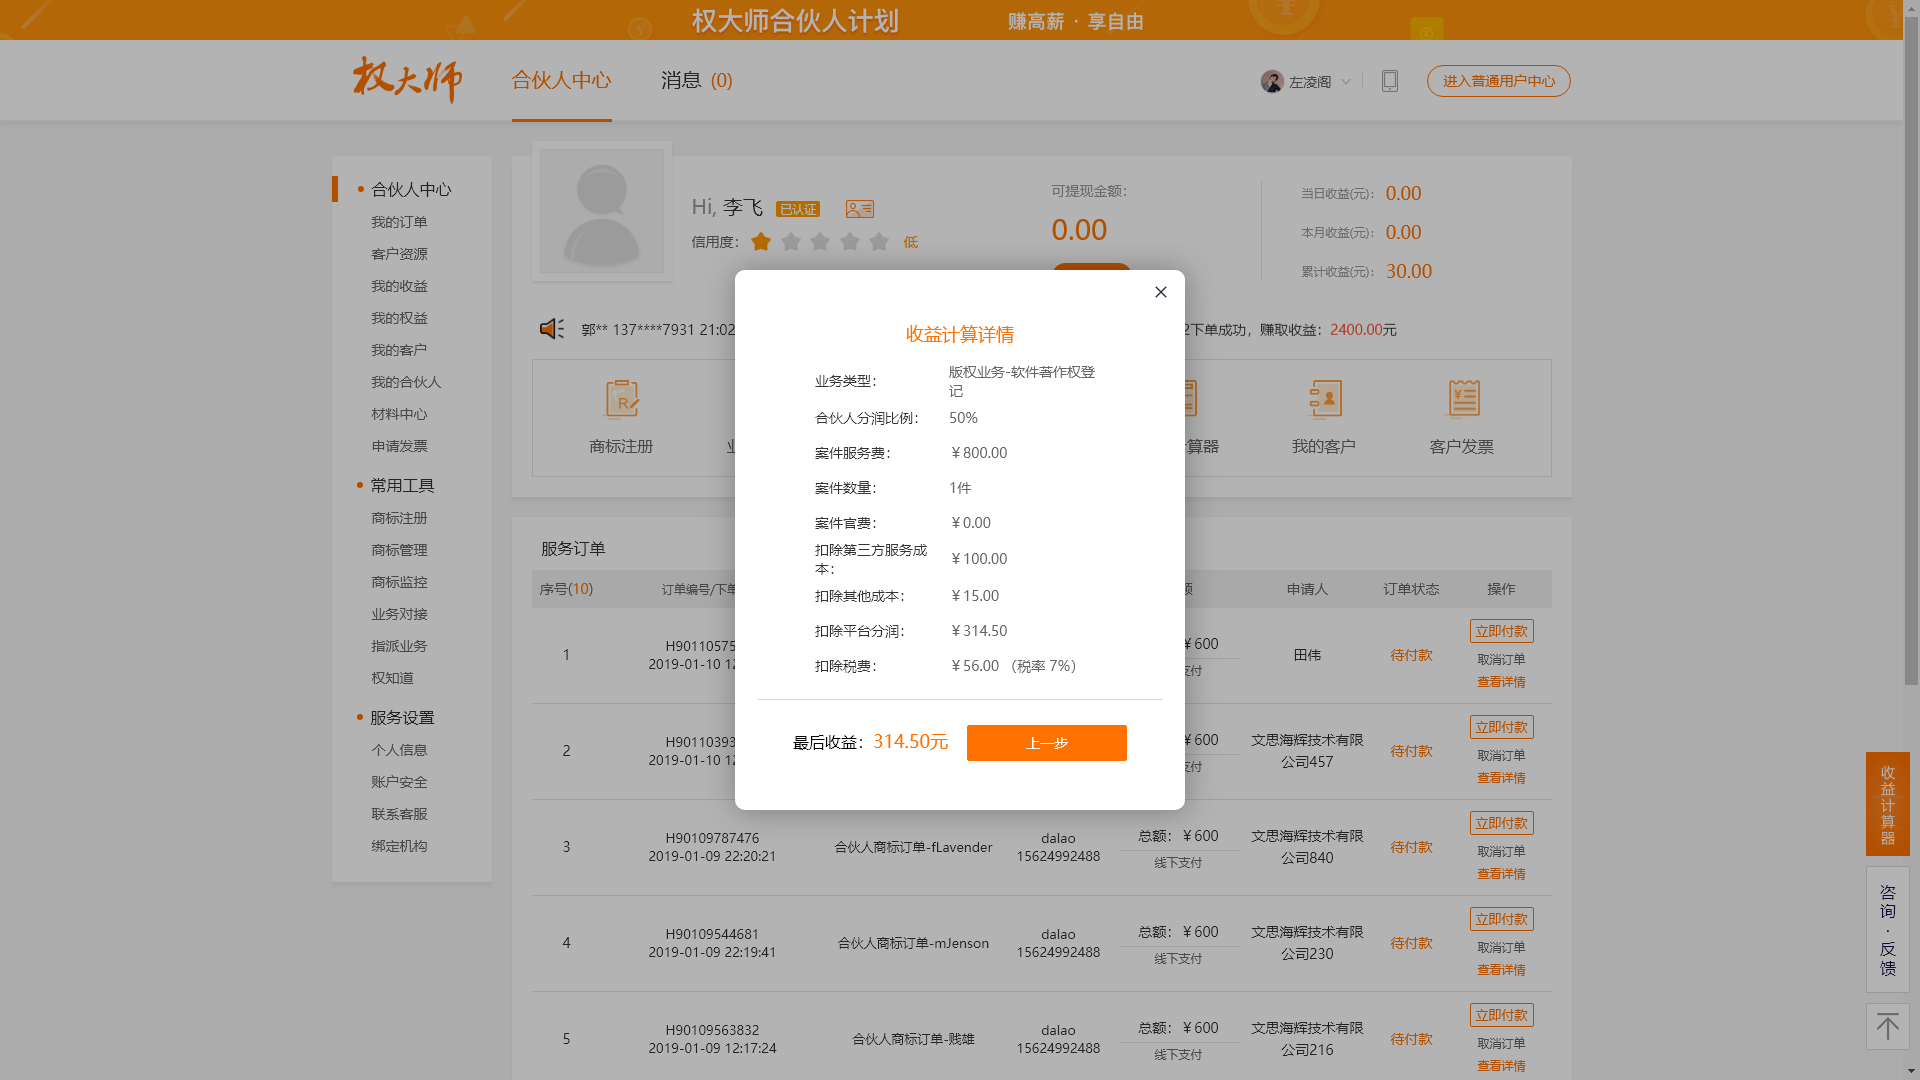 权大师合伙人计划 赚高薪 · 享自由
权大师 合伙人中心 消息 (0) 左凌阁 进入普通用户中心
合伙人中心
我的订单
客户资源
我的收益
我的权益
我的客户
我的合伙人
材料中心
申请发票
常用工具
商标注册
商标管理
商标监控
业务对接
指派业务
权知道
服务设置
个人信息
账户安全
联系客服
绑定机构
Hi, 李飞 已认证
信用度： 低
可提现金额：
0.00
当日收益(元)： 0.00
本月收益(元)： 0.00
累计收益(元)： 30.00
郭** 137****7931 21:02
2下单成功，赚取收益：2400.00元
商标注册
算器
我的客户
客户发票
收益计算详情
业务类型： 版权业务-软件著作权登
记
合伙人分润比例： 50%
案件服务费： ￥800.00
案件数量： 1件
案件官费： ￥0.00
扣除第三方服务成
本： ￥100.00
扣除其他成本： ￥15.00
扣除平台分润： ￥314.50
扣除税费： ￥56.00 （税率 7%）
最后收益：314.50元 上一步
服务订单
序号(10) 订单编号/下单 额 申请人 订单状态 操作
1
H90110575
2019-01-10 12
￥600
支付
田伟
待付款
立即付款
取消订单
查看详情
2
H90110393
2019-01-10 12
￥600
支付
文思海辉技术有限
公司457
待付款
立即付款
取消订单
查看详情
3
H90109787476
2019-01-09 22:20:21
合伙人商标订单-fLavender
dalao
15624992488
总额：￥600
线下支付
文思海辉技术有限
公司840
待付款
立即付款
取消订单
查看详情
4
H90109544681
2019-01-09 22:19:41
合伙人商标订单-mJenson
dalao
15624992488
总额：￥600
线下支付
文思海辉技术有限
公司230
待付款
立即付款
取消订单
查看详情
5
H90109563832
2019-01-09 12:17:24
合伙人商标订单-贱雄
dalao
15624992488
总额：￥600
线下支付
文思海辉技术有限
公司216
待付款
立即付款
取消订单
查看详情
收益计算器
咨询·反馈